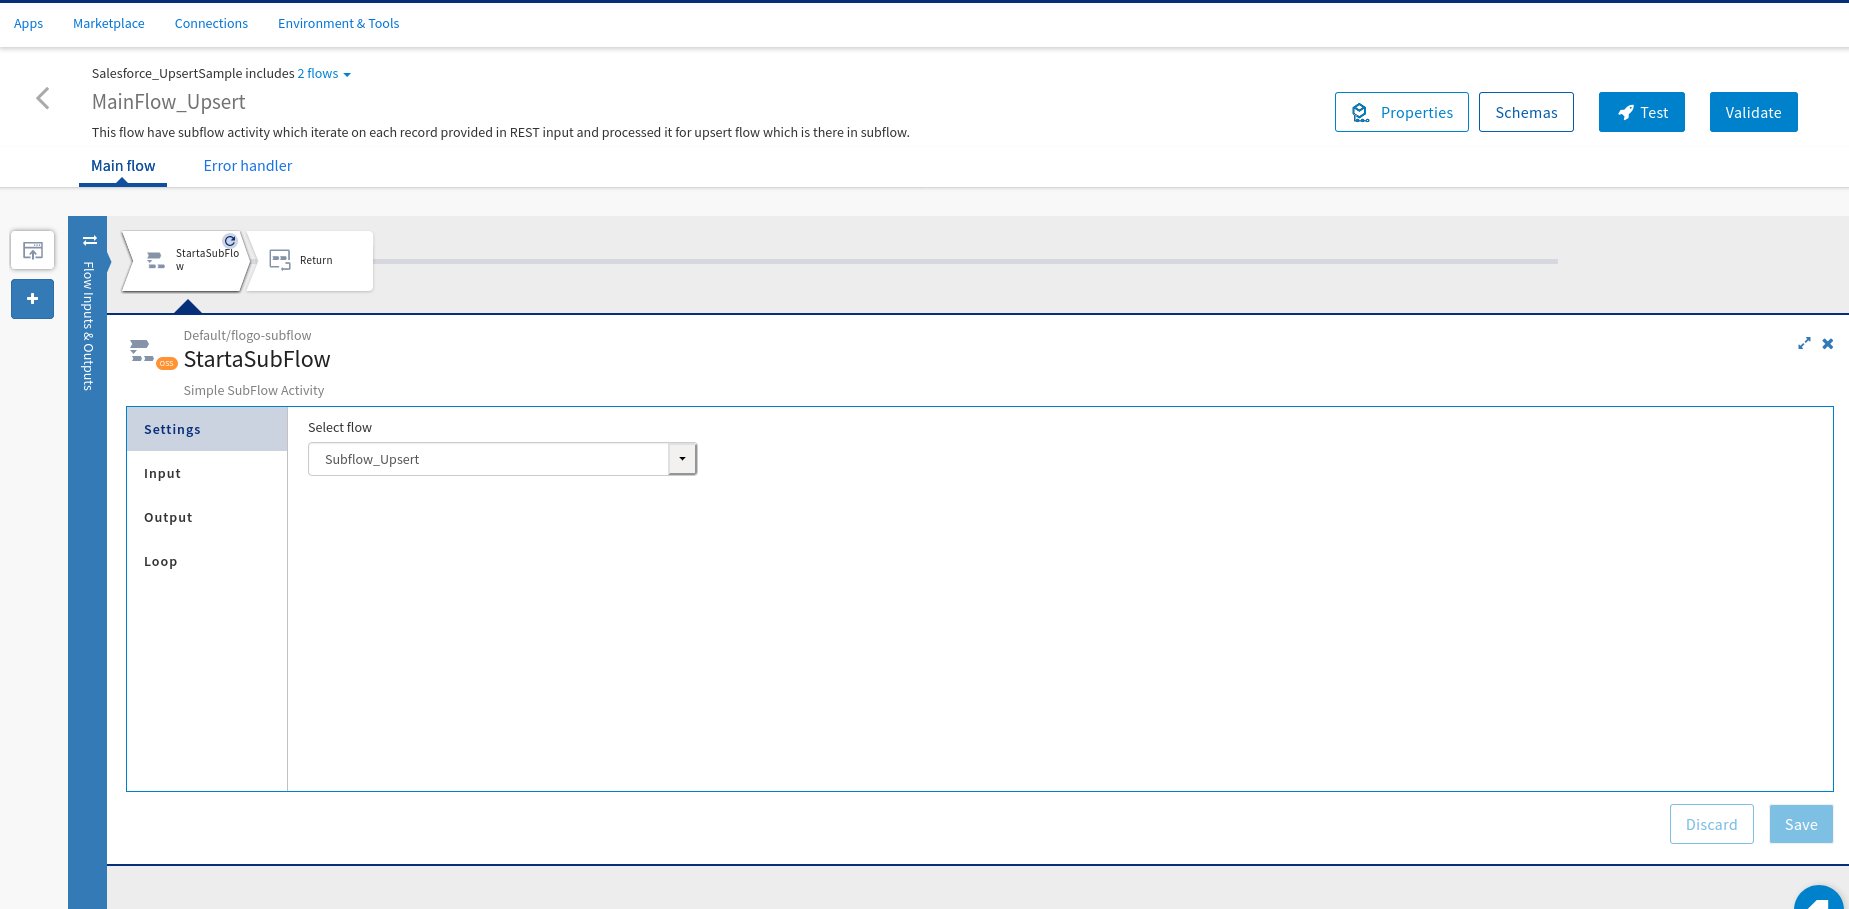 Apps Marketplace Connections Environment & Tools
Salesforce_UpsertSample includes 2 flows
MainFlow_Upsert
This flow have subflow activity which iterate on each record provided in REST input and processed it for upsert flow which is there in subflow.
Properties Schemas Test Validate
Main flow Error handler
Flow Inputs & Outputs
StartaSubFlo
w
Return
Default/flogo-subflow
OSS
StartaSubFlow
Simple SubFlow Activity
Settings
Input
Output
Loop
Select flow
Subflow_Upsert
Discard Save